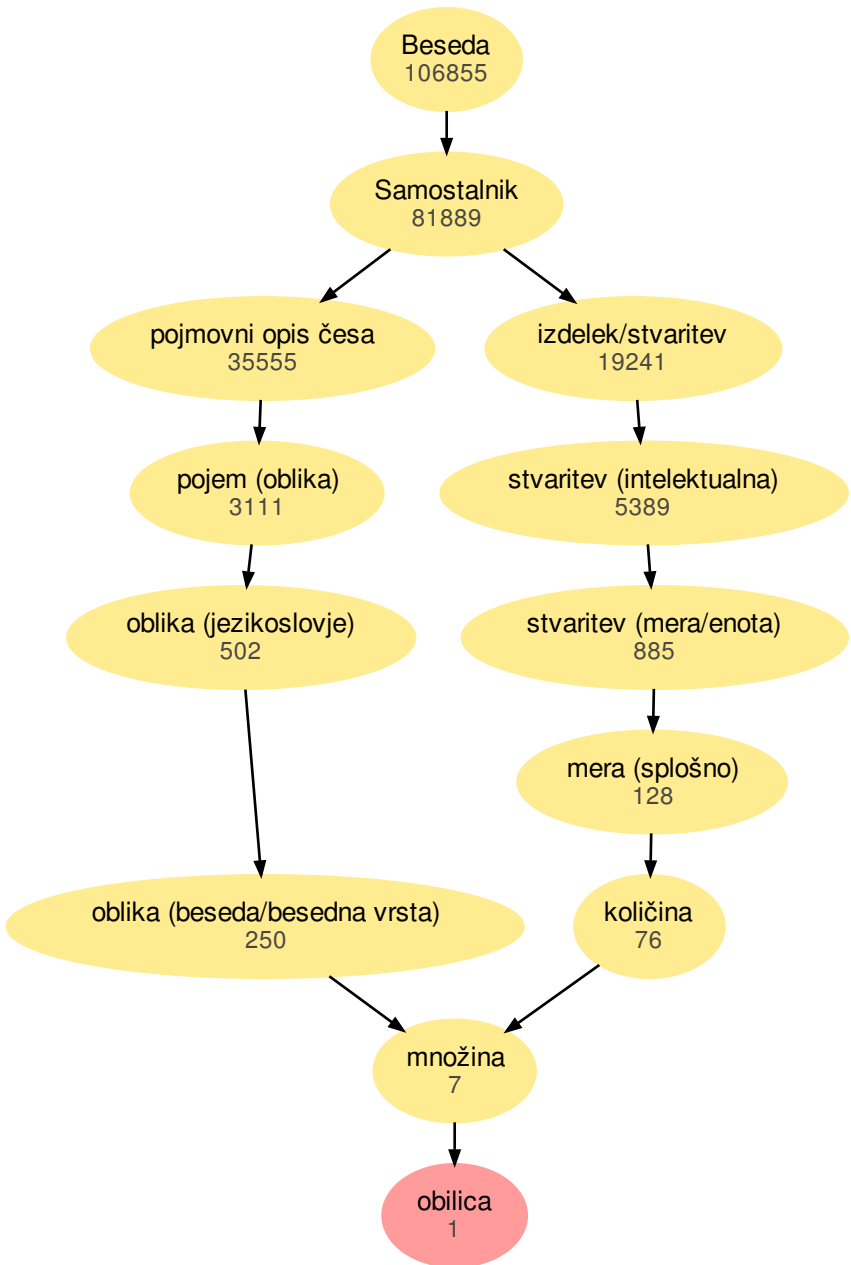 Beseda
106855
Samostalnik
81889
pojmovni opis česa
35555
izdelek/stvaritev
19241
pojem (oblika)
3111
stvaritev (intelektualna)
5389
oblika (jezikoslovje)
502
stvaritev (mera/enota)
885
mera (splošno)
128
oblika (beseda/besedna vrsta)
250
količina
76
množina
7
obilica
1